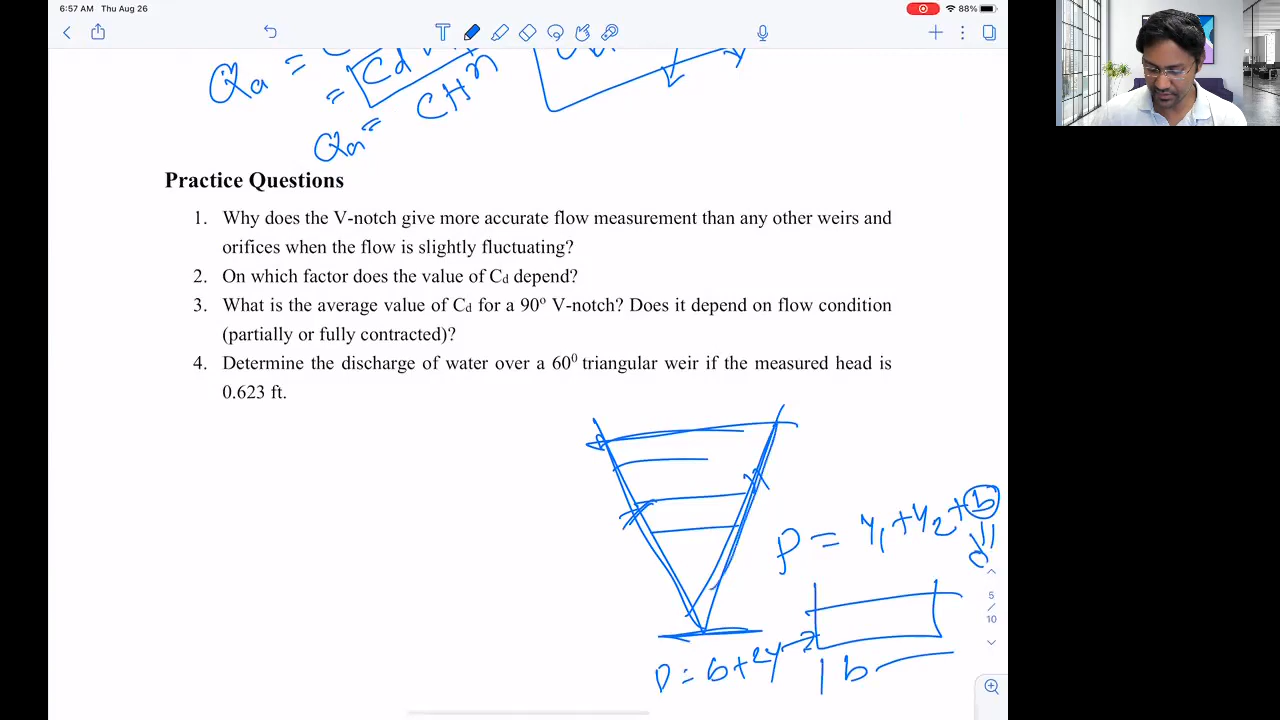 6:57 AM Thu Aug 26
88%
T
Qa =
= Cd
Qa = CHⁿ
Practice Questions
1. Why does the V-notch give more accurate flow measurement than any other weirs and
orifices when the flow is slightly fluctuating?
2. On which factor does the value of Cd depend?
3. What is the average value of Cd for a 90° V-notch? Does it depend on flow condition
(partially or fully contracted)?
4. Determine the discharge of water over a 60⁰ triangular weir if the measured head is
0.623 ft.
P = y₁ + y₂ + b
5
/
10
P = b + 2y
b